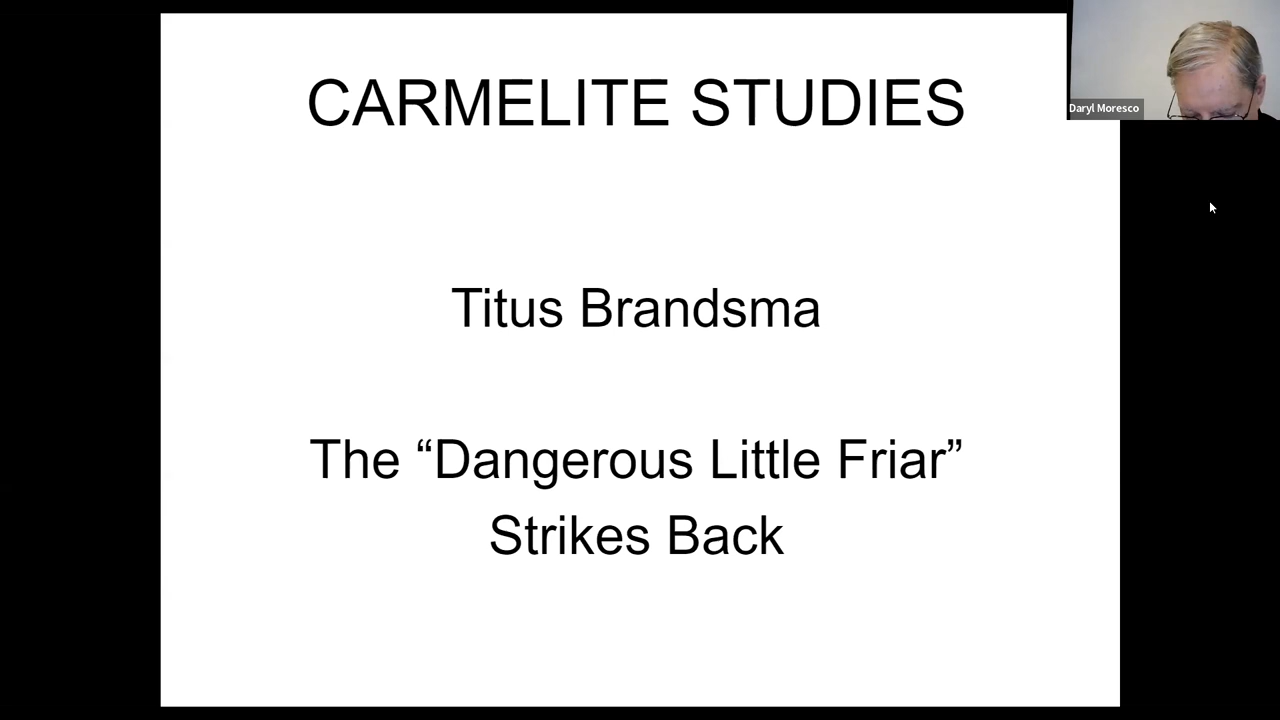 CARMELITE STUDIES
Daryl Moresco
Titus Brandsma
The “Dangerous Little Friar”
Strikes Back